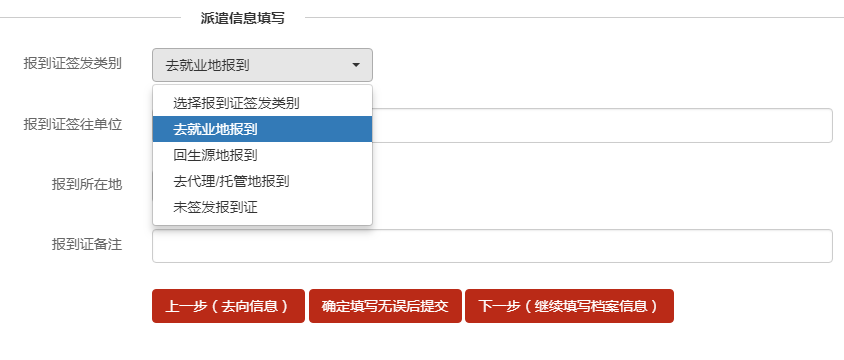 派遣信息填写
报到证签发类别
去就业地报到
选择报到证签发类别
去就业地报到
回生源地报到
去代理/托管地报到
未签发报到证
报到证签往单位
报到所在地
报到证备注
上一步（去向信息）
确定填写无误后提交
下一步（继续填写档案信息）